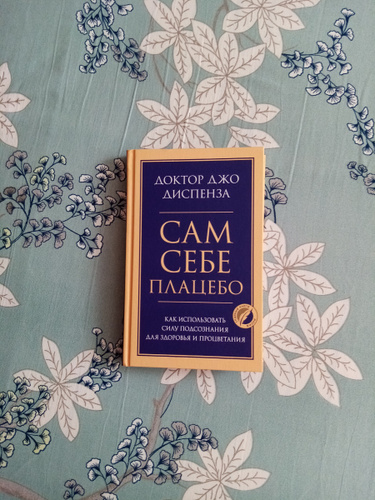 ДОКТОР ДЖО
ДИСПЕНЗА
САМ
СЕБЕ
ПЛАЦЕБО
КАК ИСПОЛЬЗОВАТЬ
СИЛУ ПОДСОЗНАНИЯ
ДЛЯ ЗДОРОВЬЯ И ПРОЦВЕТАНИЯ